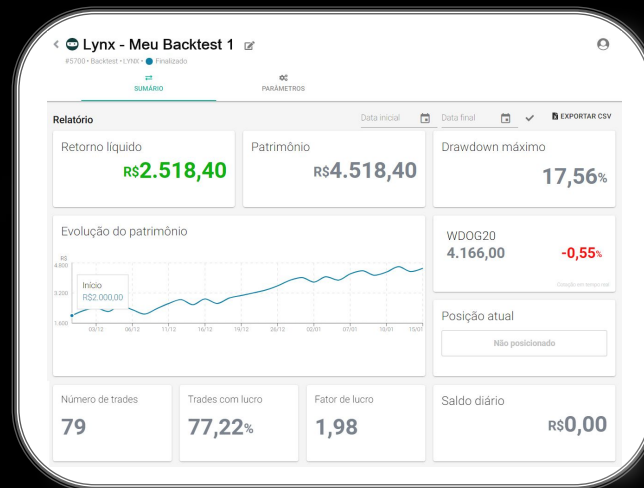 Lynx - Meu Backtest 1
#5700 • Backtest • LYNX • Finalizado
SUMÁRIO
PARÂMETROS
Relatório
Data inicial
Data final
EXPORTAR CSV
Retorno líquido
R$2.518,40
Patrimônio
R$4.518,40
Drawdown máximo
17,56%
Evolução do patrimônio
R$
4.800
3.200
1.600
Início
R$2.000,00
03/12
06/12
11/12
16/12
19/12
26/12
02/01
07/01
10/01
15/01
WDOG20
4.166,00
-0,55%
Cotação em tempo real
Posição atual
Não posicionado
Número de trades
79
Trades com lucro
77,22%
Fator de lucro
1,98
Saldo diário
R$0,00